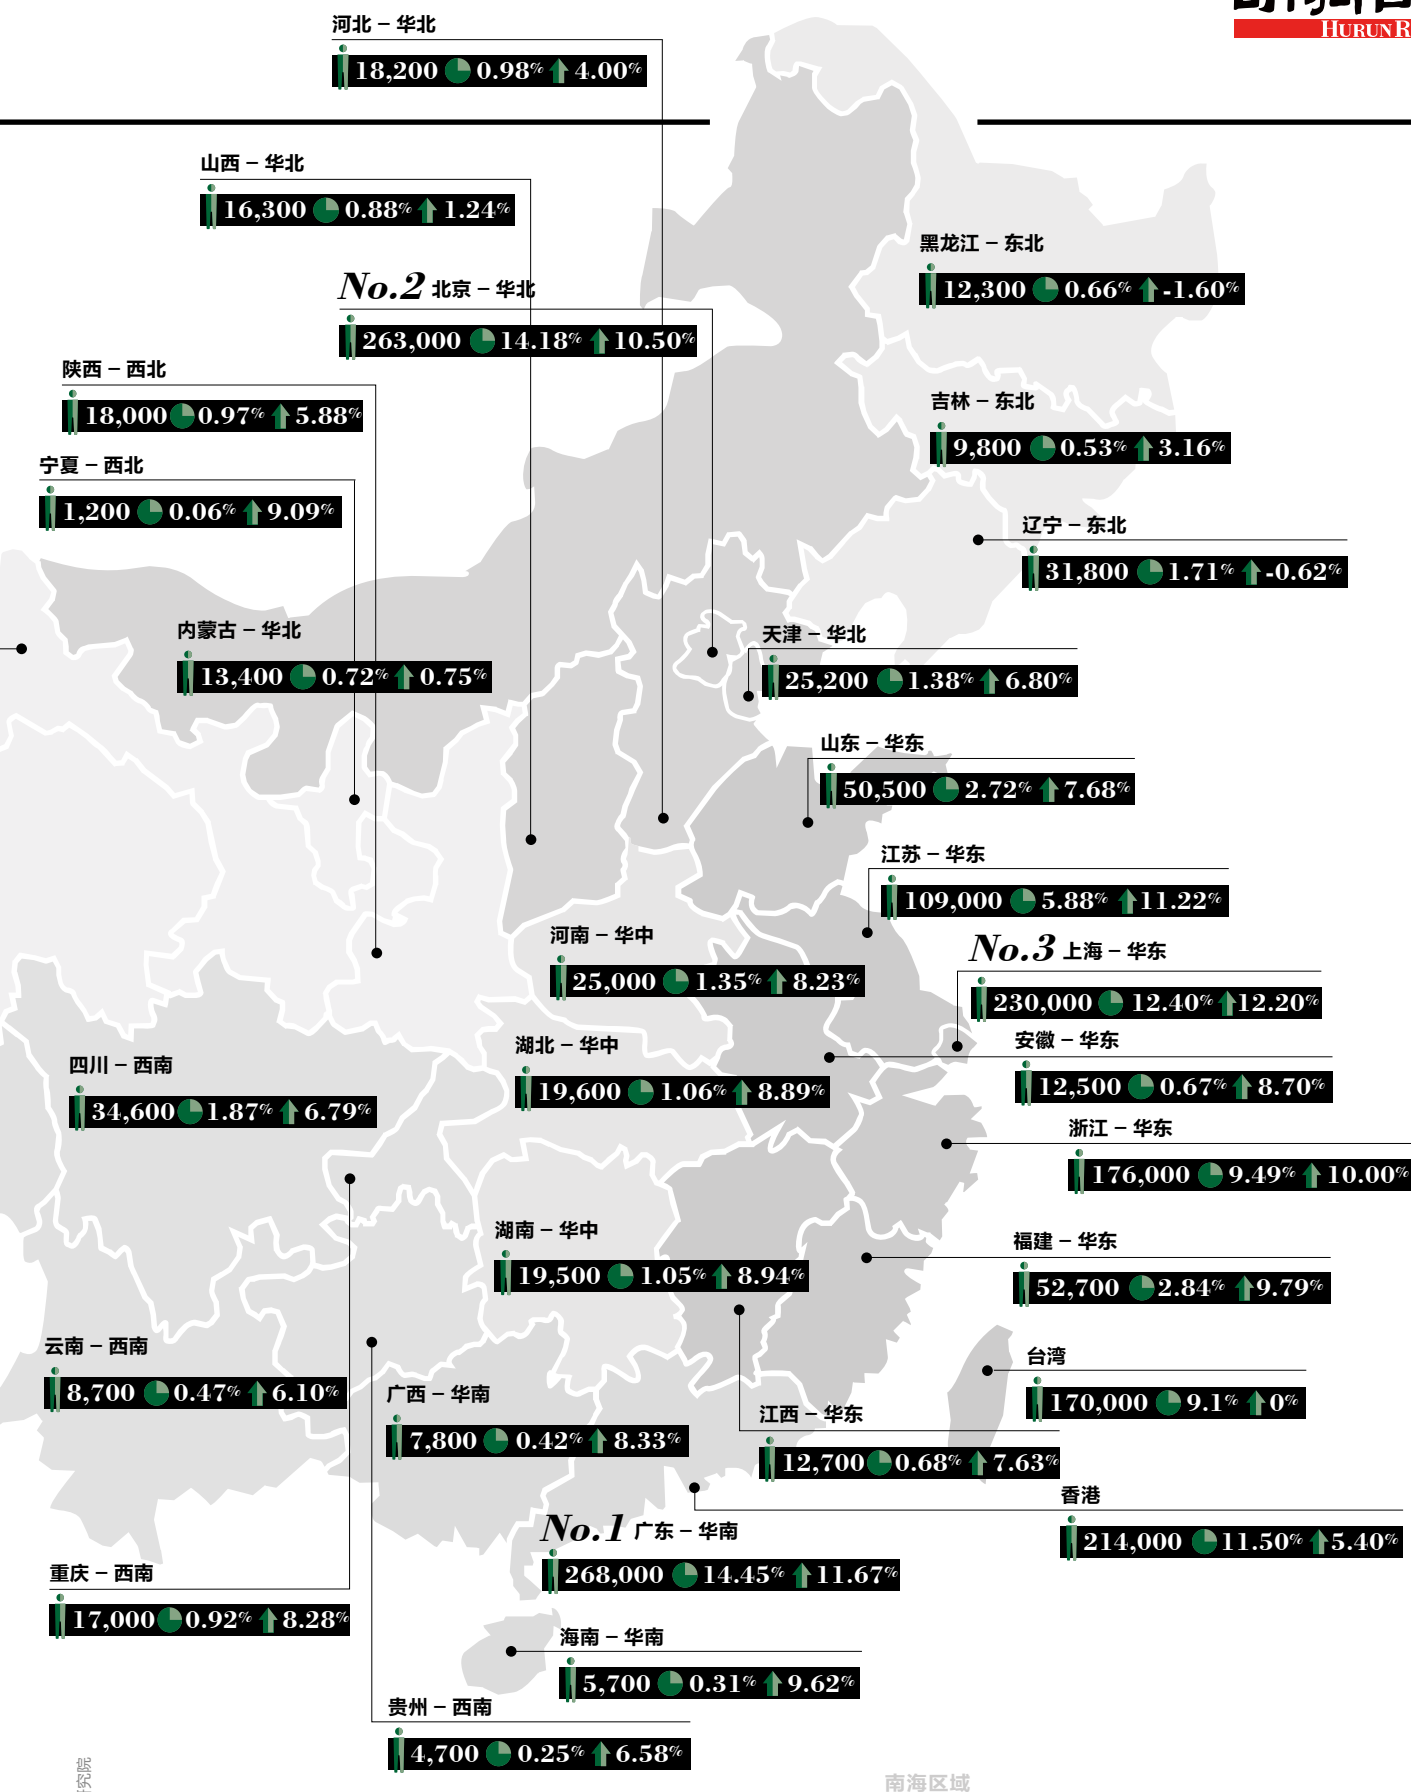 HURUN R
河北 – 华北
18,200 0.98% 4.00%
山西 – 华北
16,300 0.88% 1.24%
黑龙江 – 东北
12,300 0.66% -1.60%
No.2 北京 – 华北
263,000 14.18% 10.50%
陕西 – 西北
18,000 0.97% 5.88%
吉林 – 东北
9,800 0.53% 3.16%
宁夏 – 西北
1,200 0.06% 9.09%
辽宁 – 东北
31,800 1.71% -0.62%
内蒙古 – 华北
13,400 0.72% 0.75%
天津 – 华北
25,200 1.38% 6.80%
山东 – 华东
50,500 2.72% 7.68%
江苏 – 华东
109,000 5.88% 11.22%
河南 – 华中
25,000 1.35% 8.23%
No.3 上海 – 华东
230,000 12.40% 12.20%
湖北 – 华中
19,600 1.06% 8.89%
安徽 – 华东
12,500 0.67% 8.70%
四川 – 西南
34,600 1.87% 6.79%
浙江 – 华东
176,000 9.49% 10.00%
湖南 – 华中
19,500 1.05% 8.94%
福建 – 华东
52,700 2.84% 9.79%
云南 – 西南
8,700 0.47% 6.10%
台湾
170,000 9.1% 0%
广西 – 华南
7,800 0.42% 8.33%
江西 – 华东
12,700 0.68% 7.63%
香港
214,000 11.50% 5.40%
No.1 广东 – 华南
268,000 14.45% 11.67%
重庆 – 西南
17,000 0.92% 8.28%
海南 – 华南
5,700 0.31% 9.62%
贵州 – 西南
4,700 0.25% 6.58%
究院
南海区域